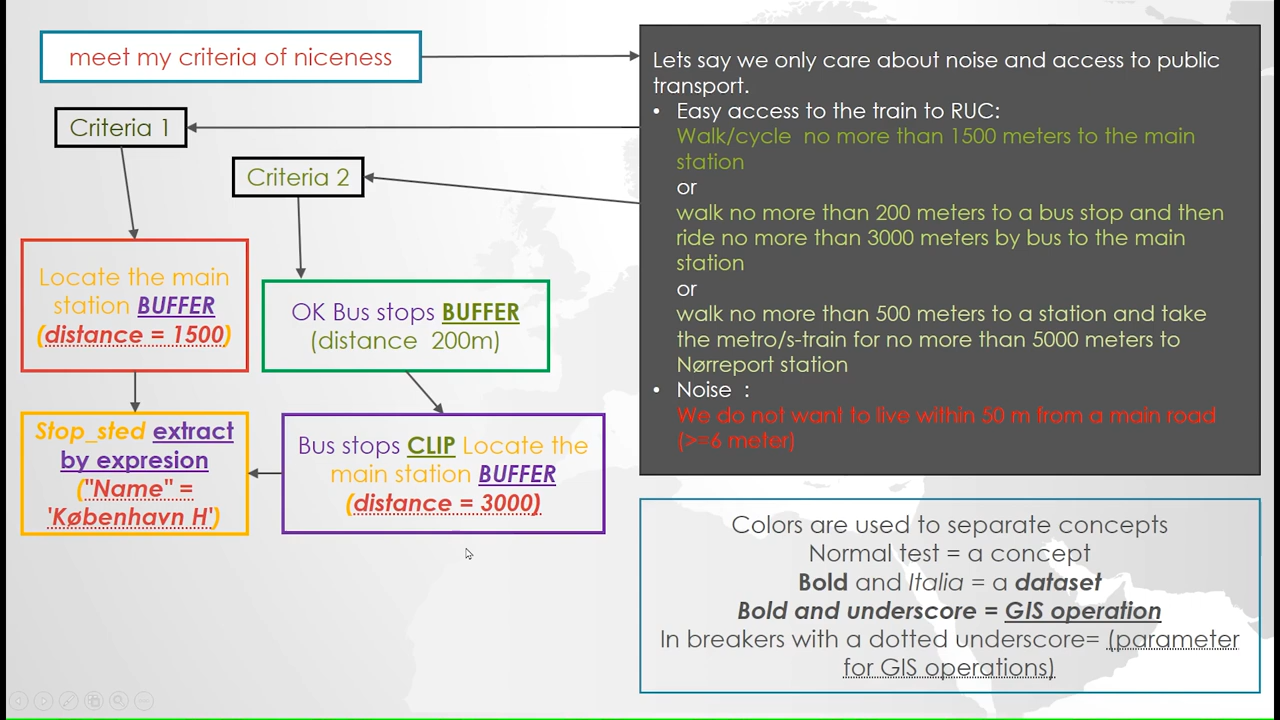 meet my criteria of niceness
Criteria 1
Criteria 2
Locate the main
station BUFFER
(distance = 1500)
OK Bus stops BUFFER
(distance  200m)
Stop_sted extract
by expresion
("Name" =
'København H')
Bus stops CLIP Locate the
main station BUFFER
(distance = 3000)
Lets say we only care about noise and access to public
transport.
• Easy access to the train to RUC:
Walk/cycle  no more than 1500 meters to the main
station
or
walk no more than 200 meters to a bus stop and then
ride no more than 3000 meters by bus to the main
station
or
walk no more than 500 meters to a station and take
the metro/s-train for no more than 5000 meters to
Nørreport station
• Noise  :
We do not want to live within 50 m from a main road
(>=6 meter)
Colors are used to separate concepts
Normal test = a concept
Bold and Italia = a dataset
Bold and underscore = GIS operation
In breakers with a dotted underscore= (parameter
for GIS operations)